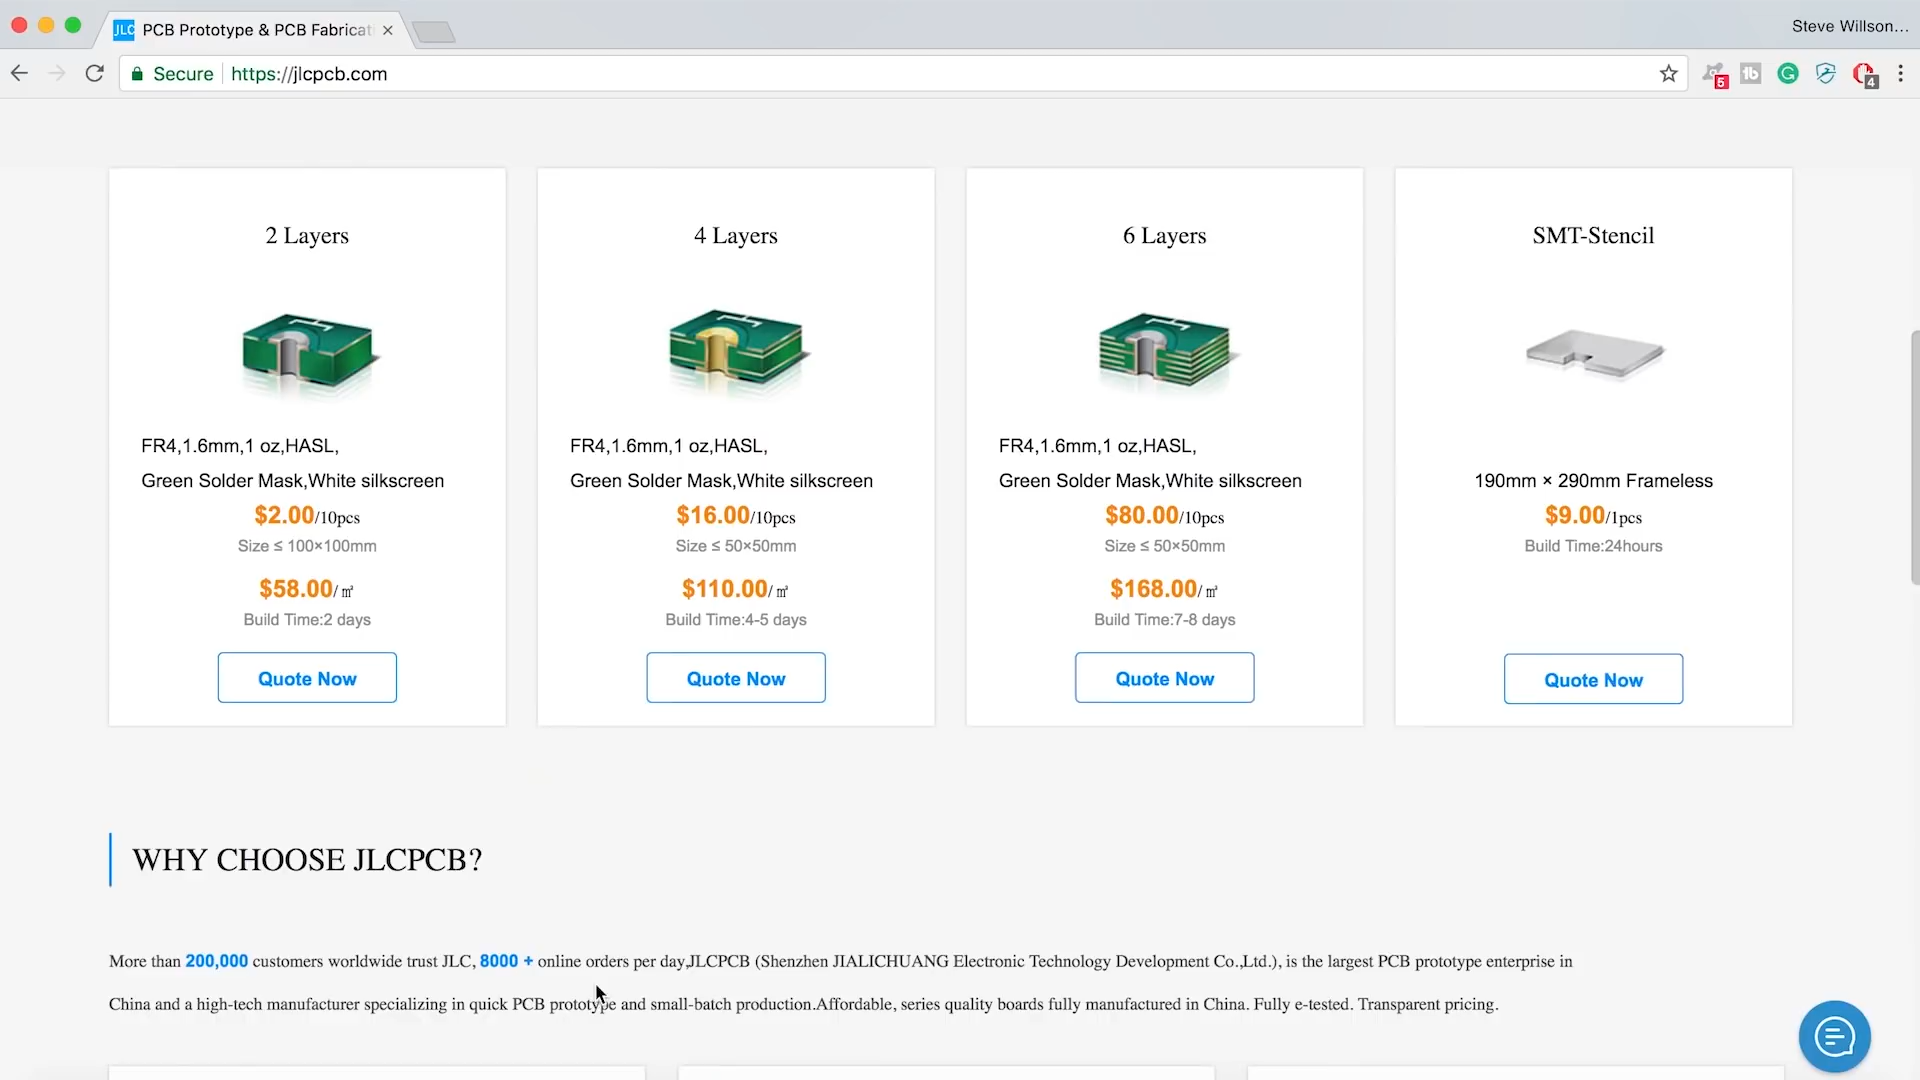 JLC PCB Prototype & PCB Fabricat
Steve Willson...
Secure https://jlcpcb.com
5
4
2 Layers
FR4,1.6mm,1 oz,HASL,
Green Solder Mask,White silkscreen
$2.00/10pcs
Size ≤ 100×100mm
$58.00/㎡
Build Time:2 days
Quote Now
4 Layers
FR4,1.6mm,1 oz,HASL,
Green Solder Mask,White silkscreen
$16.00/10pcs
Size ≤ 50×50mm
$110.00/㎡
Build Time:4-5 days
Quote Now
6 Layers
FR4,1.6mm,1 oz,HASL,
Green Solder Mask,White silkscreen
$80.00/10pcs
Size ≤ 50×50mm
$168.00/㎡
Build Time:7-8 days
Quote Now
SMT-Stencil
190mm × 290mm Frameless
$9.00/1pcs
Build Time:24hours
Quote Now
WHY CHOOSE JLCPCB?
More than 200,000 customers worldwide trust JLC, 8000 + online orders per day,JLCPCB (Shenzhen JIALICHUANG Electronic Technology Development Co.,Ltd.), is the largest PCB prototype enterprise in
China and a high-tech manufacturer specializing in quick PCB prototype and small-batch production.Affordable, series quality boards fully manufactured in China. Fully e-tested. Transparent pricing.